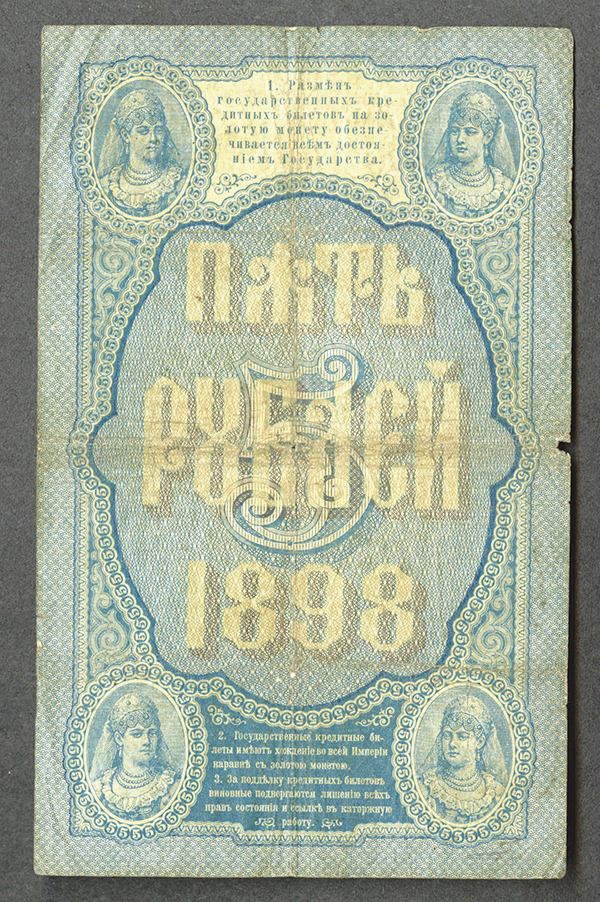 1. Размѣнъ
государственныхъ кре-
дитныхъ билетовъ на зо-
лотую монету обезпе-
чивается всѣмъ достоя-
ніемъ Государства.
ПЯТЬ
РУБЛЕЙ
5
1898
2. Государственные кредитные би-
леты имѣютъ хожденіе во всей Имперіи
наравнѣ съ золотою монетою.
3. За поддѣлку кредитныхъ билетовъ
виновные подвергаются лишенію всѣхъ
правъ состоянія и ссылкѣ въ каторжную
работу.